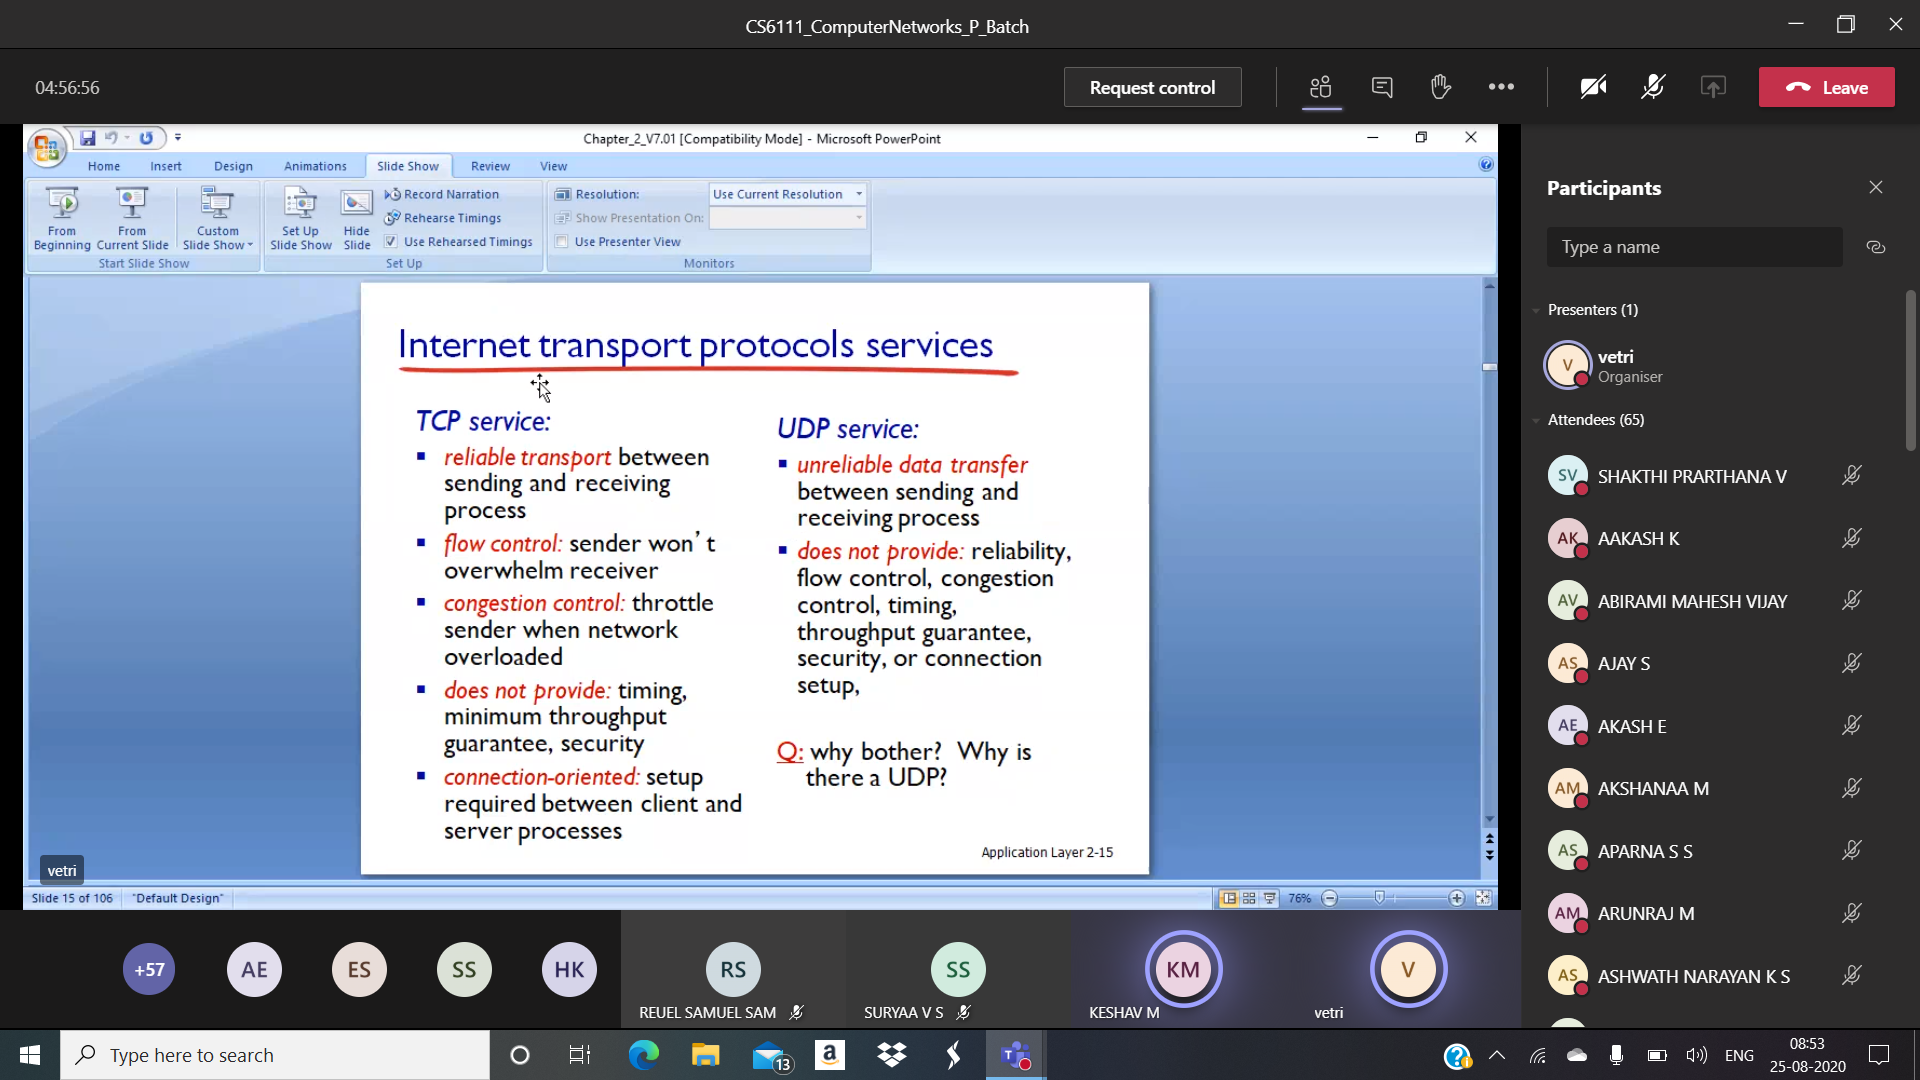 CS6111_ComputerNetworks_P_Batch
04:56:56
Request control
Leave
Chapter_2_V7.01 [Compatibility Mode] - Microsoft PowerPoint
Home Insert Design Animations Slide Show Review View
From Beginning
From Current Slide
Custom Slide Show
Start Slide Show
Set Up Slide Show
Hide Slide
Record Narration
Rehearse Timings
Use Rehearsed Timings
Set Up
Resolution: Use Current Resolution
Show Presentation On:
Use Presenter View
Monitors
Internet transport protocols services
TCP service:
reliable transport between
sending and receiving
process
flow control: sender won’t
overwhelm receiver
congestion control: throttle
sender when network
overloaded
does not provide: timing,
minimum throughput
guarantee, security
connection-oriented: setup
required between client and
server processes
UDP service:
unreliable data transfer
between sending and
receiving process
does not provide: reliability,
flow control, congestion
control, timing,
throughput guarantee,
security, or connection
setup,
Q: why bother? Why is
there a UDP?
Application Layer 2-15
vetri
Slide 15 of 106 "Default Design" 76%
Participants
Type a name
Presenters (1)
V vetri
Organiser
Attendees (65)
SV SHAKTHI PRARTHANA V
AK AAKASH K
AV ABIRAMI MAHESH VIJAY
AS AJAY S
AE AKASH E
AM AKSHANAA M
AS APARNA S S
AM ARUNRAJ M
AS ASHWATH NARAYAN K S
+57 AE ES SS HK RS SS KM V
REUEL SAMUEL SAM SURYAA V S KESHAV M vetri
Type here to search
13
a
ENG
08:53
25-08-2020